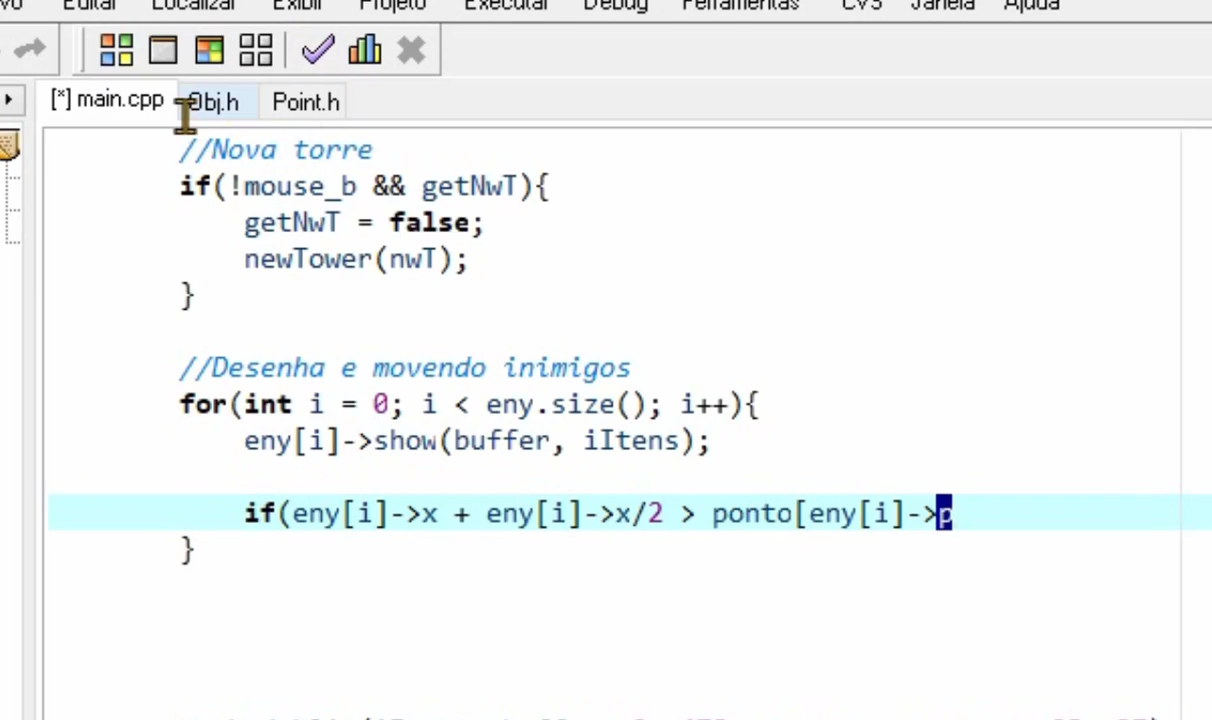 Editar Localizar Exibir Projeto Executar Debug Ferramentas CVS Janela Ajuda
[*] main.cpp Obj.h Point.h
//Nova torre
if(!mouse_b && getNwT){
getNwT = false;
newTower(nwT);
}
//Desenha e movendo inimigos
for(int i = 0; i < eny.size(); i++){
eny[i]->show(buffer, iItens);
if(eny[i]->x + eny[i]->x/2 > ponto[eny[i]->p
}